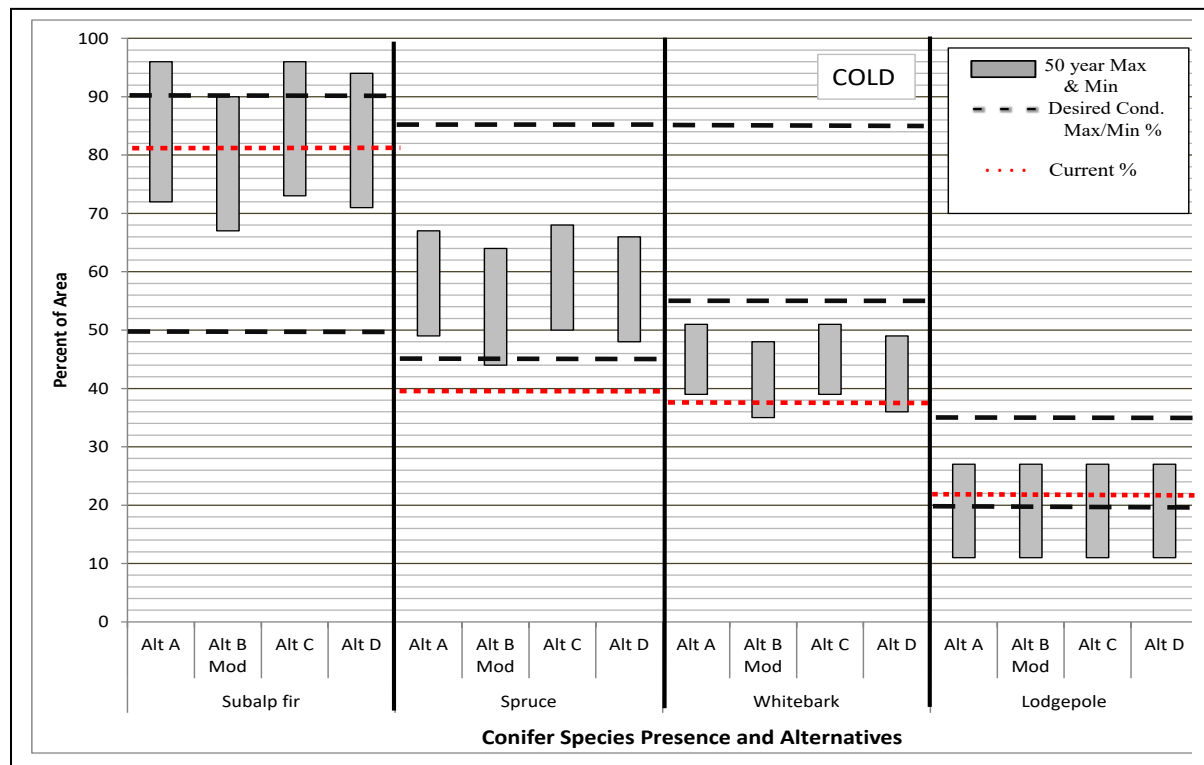 100
90
80
70
60
50
40
30
20
10
0
Percent of Area
COLD
50 year Max
& Min
Desired Cond.
Max/Min %
Current %
Alt A
Alt B
Mod
Alt C
Alt D
Alt A
Alt B
Mod
Alt C
Alt D
Alt A
Alt B
Mod
Alt C
Alt D
Alt A
Alt B
Mod
Alt C
Alt D
Subalp fir
Spruce
Whitebark
Lodgepole
Conifer Species Presence and Alternatives